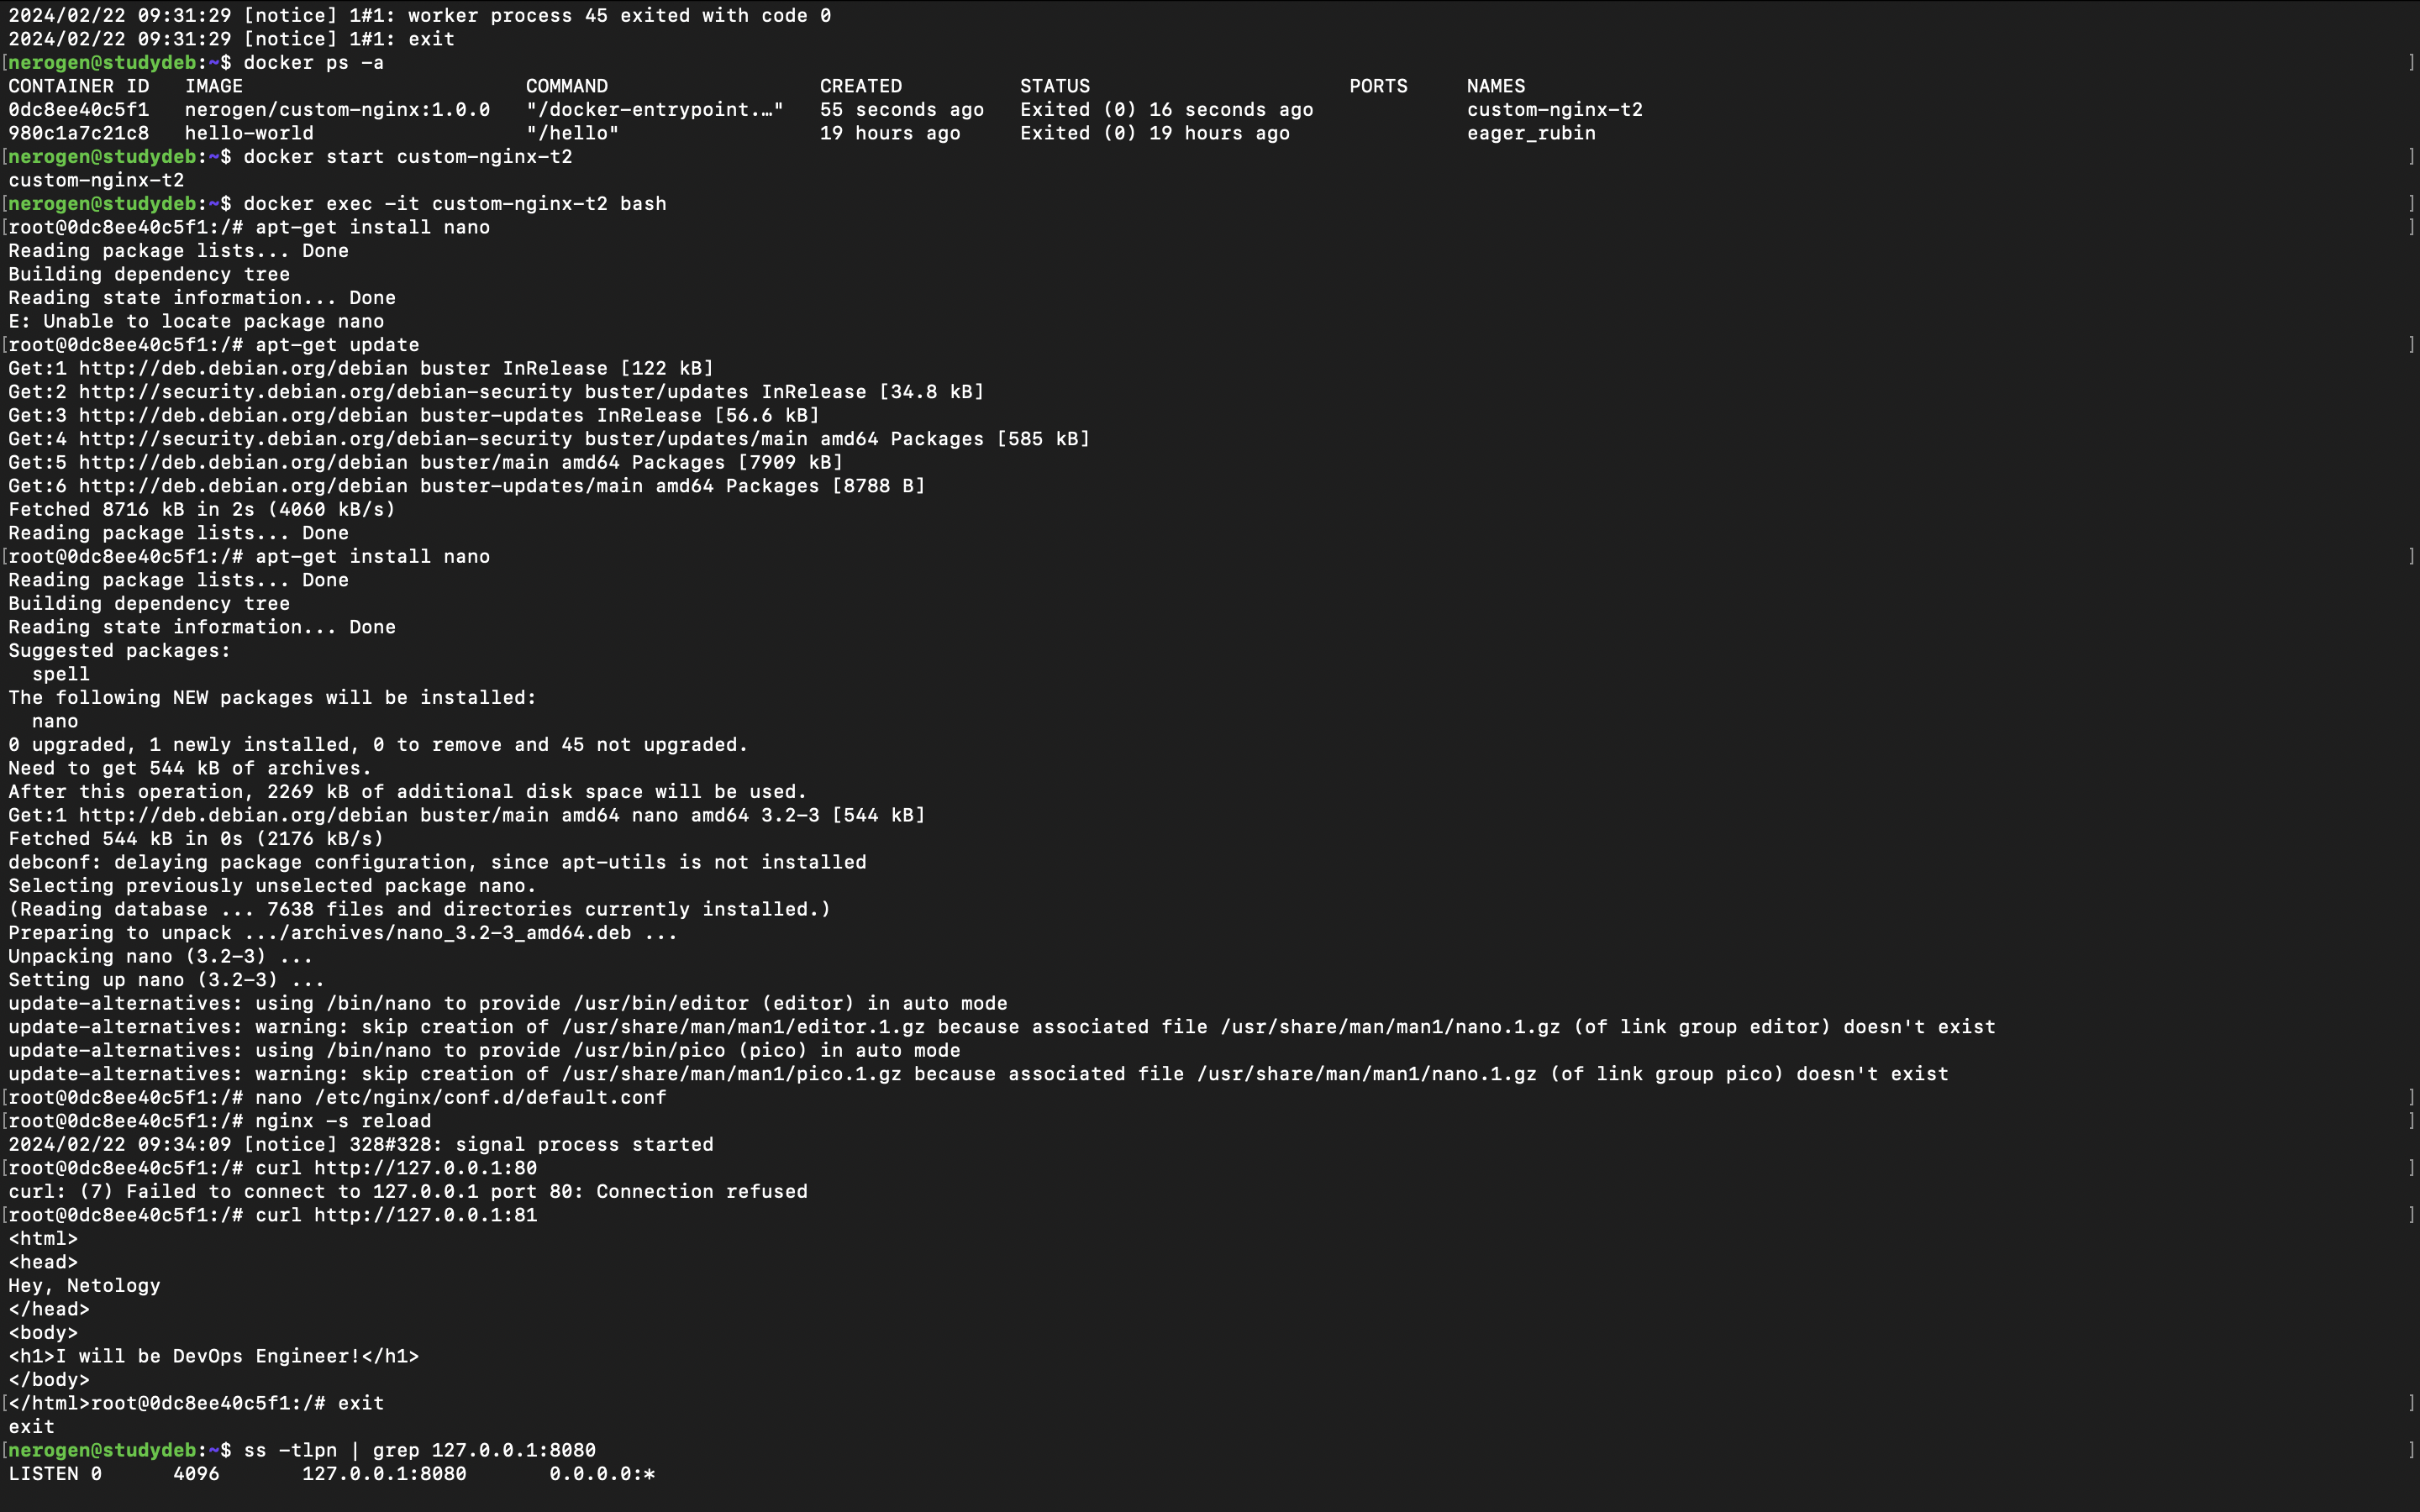 2024/02/22 09:31:29 [notice] 1#1: worker process 45 exited with code 0
2024/02/22 09:31:29 [notice] 1#1: exit
[nerogen@studydeb:~$ docker ps -a ]
CONTAINER ID   IMAGE                        COMMAND                  CREATED          STATUS                      PORTS     NAMES
0dc8ee40c5f1   nerogen/custom-nginx:1.0.0   "/docker-entrypoint.…"   55 seconds ago   Exited (0) 16 seconds ago             custom-nginx-t2
980c1a7c21c8   hello-world                  "/hello"                 19 hours ago     Exited (0) 19 hours ago               eager_rubin
[nerogen@studydeb:~$ docker start custom-nginx-t2 ]
custom-nginx-t2
[nerogen@studydeb:~$ docker exec -it custom-nginx-t2 bash ]
[root@0dc8ee40c5f1:/# apt-get install nano ]
Reading package lists... Done
Building dependency tree
Reading state information... Done
E: Unable to locate package nano
[root@0dc8ee40c5f1:/# apt-get update ]
Get:1 http://deb.debian.org/debian buster InRelease [122 kB]
Get:2 http://security.debian.org/debian-security buster/updates InRelease [34.8 kB]
Get:3 http://deb.debian.org/debian buster-updates InRelease [56.6 kB]
Get:4 http://security.debian.org/debian-security buster/updates/main amd64 Packages [585 kB]
Get:5 http://deb.debian.org/debian buster/main amd64 Packages [7909 kB]
Get:6 http://deb.debian.org/debian buster-updates/main amd64 Packages [8788 B]
Fetched 8716 kB in 2s (4060 kB/s)
Reading package lists... Done
[root@0dc8ee40c5f1:/# apt-get install nano ]
Reading package lists... Done
Building dependency tree
Reading state information... Done
Suggested packages:
  spell
The following NEW packages will be installed:
  nano
0 upgraded, 1 newly installed, 0 to remove and 45 not upgraded.
Need to get 544 kB of archives.
After this operation, 2269 kB of additional disk space will be used.
Get:1 http://deb.debian.org/debian buster/main amd64 nano amd64 3.2-3 [544 kB]
Fetched 544 kB in 0s (2176 kB/s)
debconf: delaying package configuration, since apt-utils is not installed
Selecting previously unselected package nano.
(Reading database ... 7638 files and directories currently installed.)
Preparing to unpack .../archives/nano_3.2-3_amd64.deb ...
Unpacking nano (3.2-3) ...
Setting up nano (3.2-3) ...
update-alternatives: using /bin/nano to provide /usr/bin/editor (editor) in auto mode
update-alternatives: warning: skip creation of /usr/share/man/man1/editor.1.gz because associated file /usr/share/man/man1/nano.1.gz (of link group editor) doesn't exist
update-alternatives: using /bin/nano to provide /usr/bin/pico (pico) in auto mode
update-alternatives: warning: skip creation of /usr/share/man/man1/pico.1.gz because associated file /usr/share/man/man1/nano.1.gz (of link group pico) doesn't exist
[root@0dc8ee40c5f1:/# nano /etc/nginx/conf.d/default.conf ]
[root@0dc8ee40c5f1:/# nginx -s reload ]
2024/02/22 09:34:09 [notice] 328#328: signal process started
[root@0dc8ee40c5f1:/# curl http://127.0.0.1:80 ]
curl: (7) Failed to connect to 127.0.0.1 port 80: Connection refused
[root@0dc8ee40c5f1:/# curl http://127.0.0.1:81 ]
<html>
<head>
Hey, Netology
</head>
<body>
<h1>I will be DevOps Engineer!</h1>
</body>
[</html>root@0dc8ee40c5f1:/# exit ]
exit
[nerogen@studydeb:~$ ss -tlpn | grep 127.0.0.1:8080 ]
LISTEN 0      4096       127.0.0.1:8080       0.0.0.0:*